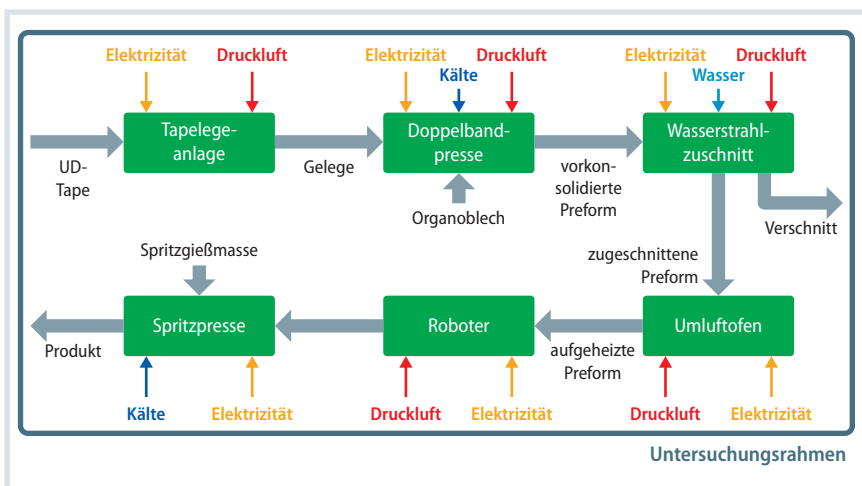 Elektrizität Druckluft Elektrizität Druckluft Elektrizität Druckluft
Kälte Wasser
Tapelege-
anlage
Doppelband-
presse
Wasserstrahl-
zuschnitt
UD-
Tape
Gelege
Organoblech
vorkon-
solidierte
Preform
Verschnitt
zugeschnittene
Preform
Spritzgießmasse
Spritzpresse
Roboter
Umluftofen
Produkt
aufgeheizte
Preform
Kälte Elektrizität Druckluft Elektrizität Druckluft Elektrizität
Untersuchungsrahmen